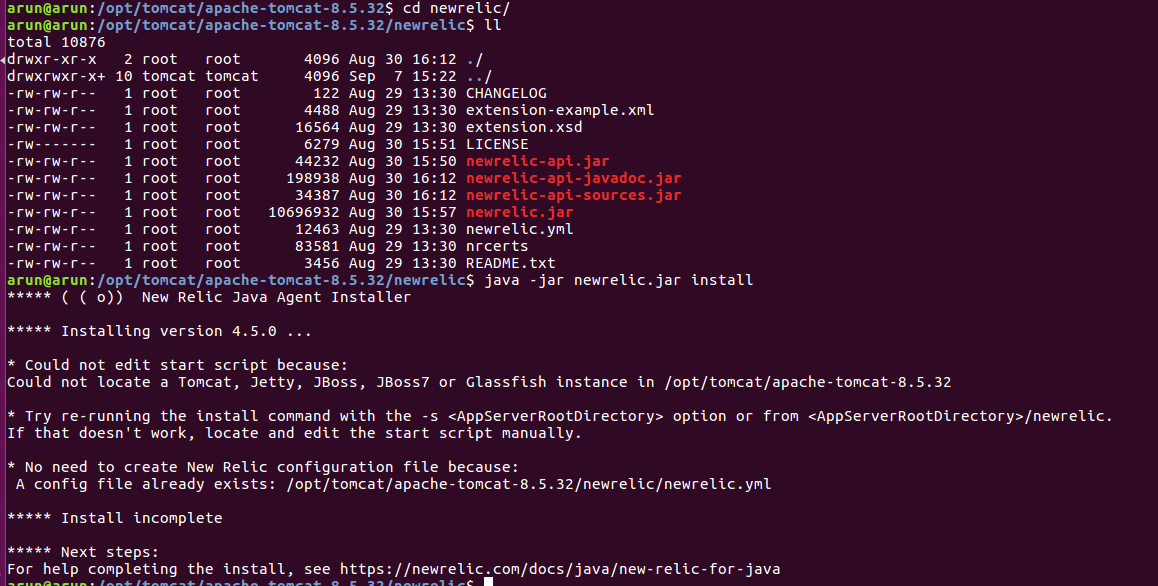 arun@arun:/opt/tomcat/apache-tomcat-8.5.32$ cd newrelic/
arun@arun:/opt/tomcat/apache-tomcat-8.5.32/newrelic$ ll
total 10876
drwxr-xr-x   2 root   root       4096 Aug 30 16:12 ./
drwxrwxr-x+ 10 tomcat tomcat     4096 Sep  7 15:22 ../
-rw-rw-r--   1 root   root        122 Aug 29 13:30 CHANGELOG
-rw-rw-r--   1 root   root       4488 Aug 29 13:30 extension-example.xml
-rw-rw-r--   1 root   root      16564 Aug 29 13:30 extension.xsd
-rw-------   1 root   root       6279 Aug 30 15:51 LICENSE
-rw-rw-r--   1 root   root      44232 Aug 30 15:50 newrelic-api.jar
-rw-rw-r--   1 root   root     198938 Aug 30 16:12 newrelic-api-javadoc.jar
-rw-rw-r--   1 root   root      34387 Aug 30 16:12 newrelic-api-sources.jar
-rw-rw-r--   1 root   root   10696932 Aug 30 15:57 newrelic.jar
-rw-rw-r--   1 root   root      12463 Aug 29 13:30 newrelic.yml
-rw-rw-r--   1 root   root      83581 Aug 29 13:30 nrcerts
-rw-rw-r--   1 root   root       3456 Aug 29 13:30 README.txt
arun@arun:/opt/tomcat/apache-tomcat-8.5.32/newrelic$ java -jar newrelic.jar install
***** ( ( o))  New Relic Java Agent Installer
***** Installing version 4.5.0 ...
* Could not edit start script because:
Could not locate a Tomcat, Jetty, JBoss, JBoss7 or Glassfish instance in /opt/tomcat/apache-tomcat-8.5.32
* Try re-running the install command with the -s <AppServerRootDirectory> option or from <AppServerRootDirectory>/newrelic.
If that doesn't work, locate and edit the start script manually.
* No need to create New Relic configuration file because:
 A config file already exists: /opt/tomcat/apache-tomcat-8.5.32/newrelic/newrelic.yml
***** Install incomplete
***** Next steps:
For help completing the install, see https://newrelic.com/docs/java/new-relic-for-java
arun@arun:/opt/tomcat/apache-tomcat-8.5.32/newrelic$